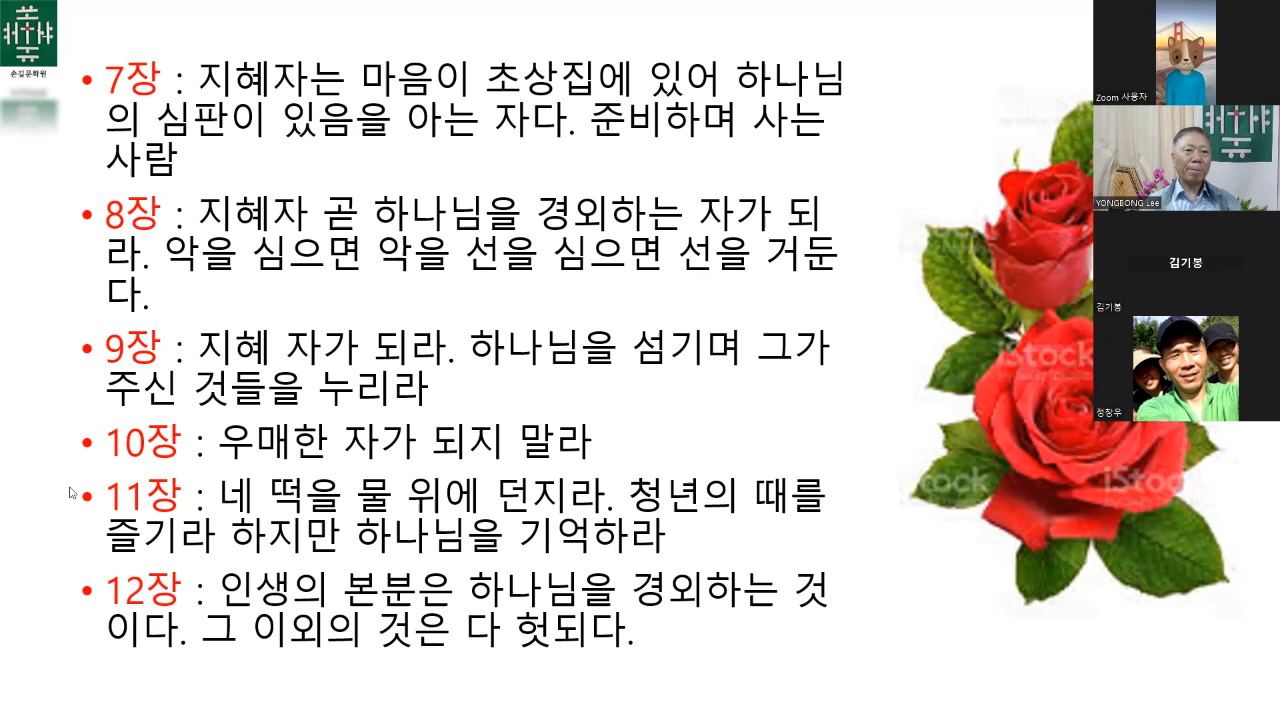 손길문화원
• 7장 : 지혜자는 마음이 초상집에 있어 하나님
의 심판이 있음을 아는 자다. 준비하며 사는
사람
• 8장 : 지혜자 곧 하나님을 경외하는 자가 되
라. 악을 심으면 악을 선을 심으면 선을 거둔
다.
• 9장 : 지혜 자가 되라. 하나님을 섬기며 그가
주신 것들을 누리라
• 10장 : 우매한 자가 되지 말라
• 11장 : 네 떡을 물 위에 던지라. 청년의 때를
즐기라 하지만 하나님을 기억하라
• 12장 : 인생의 본분은 하나님을 경외하는 것
이다. 그 이외의 것은 다 헛되다.
iStock
iStock
Zoom 사용자
YONGBONG Lee
김기봉
김기봉
정창우